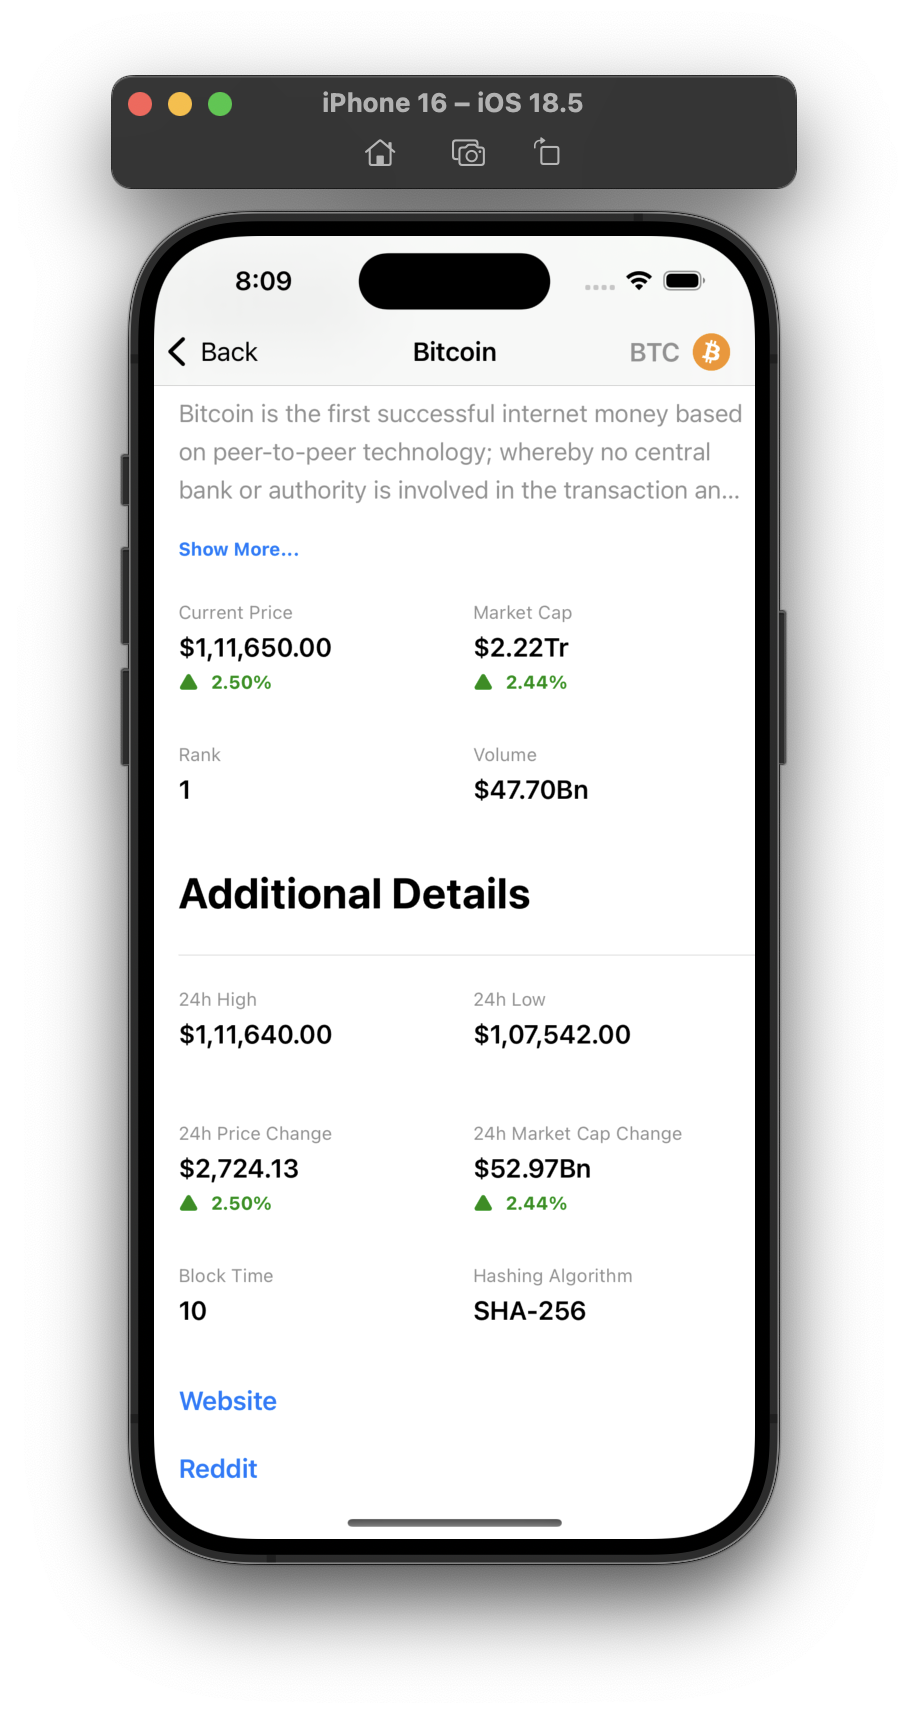 iPhone 16 – iOS 18.5
8:09
Back
Bitcoin
BTC
Bitcoin is the first successful internet money based
on peer-to-peer technology; whereby no central
bank or authority is involved in the transaction an...
Show More...
Current Price
Market Cap
$1,11,650.00
$2.22Tr
2.50%
2.44%
Rank
Volume
1
$47.70Bn
Additional Details
24h High
24h Low
$1,11,640.00
$1,07,542.00
24h Price Change
24h Market Cap Change
$2,724.13
$52.97Bn
2.50%
2.44%
Block Time
Hashing Algorithm
10
SHA-256
Website
Reddit